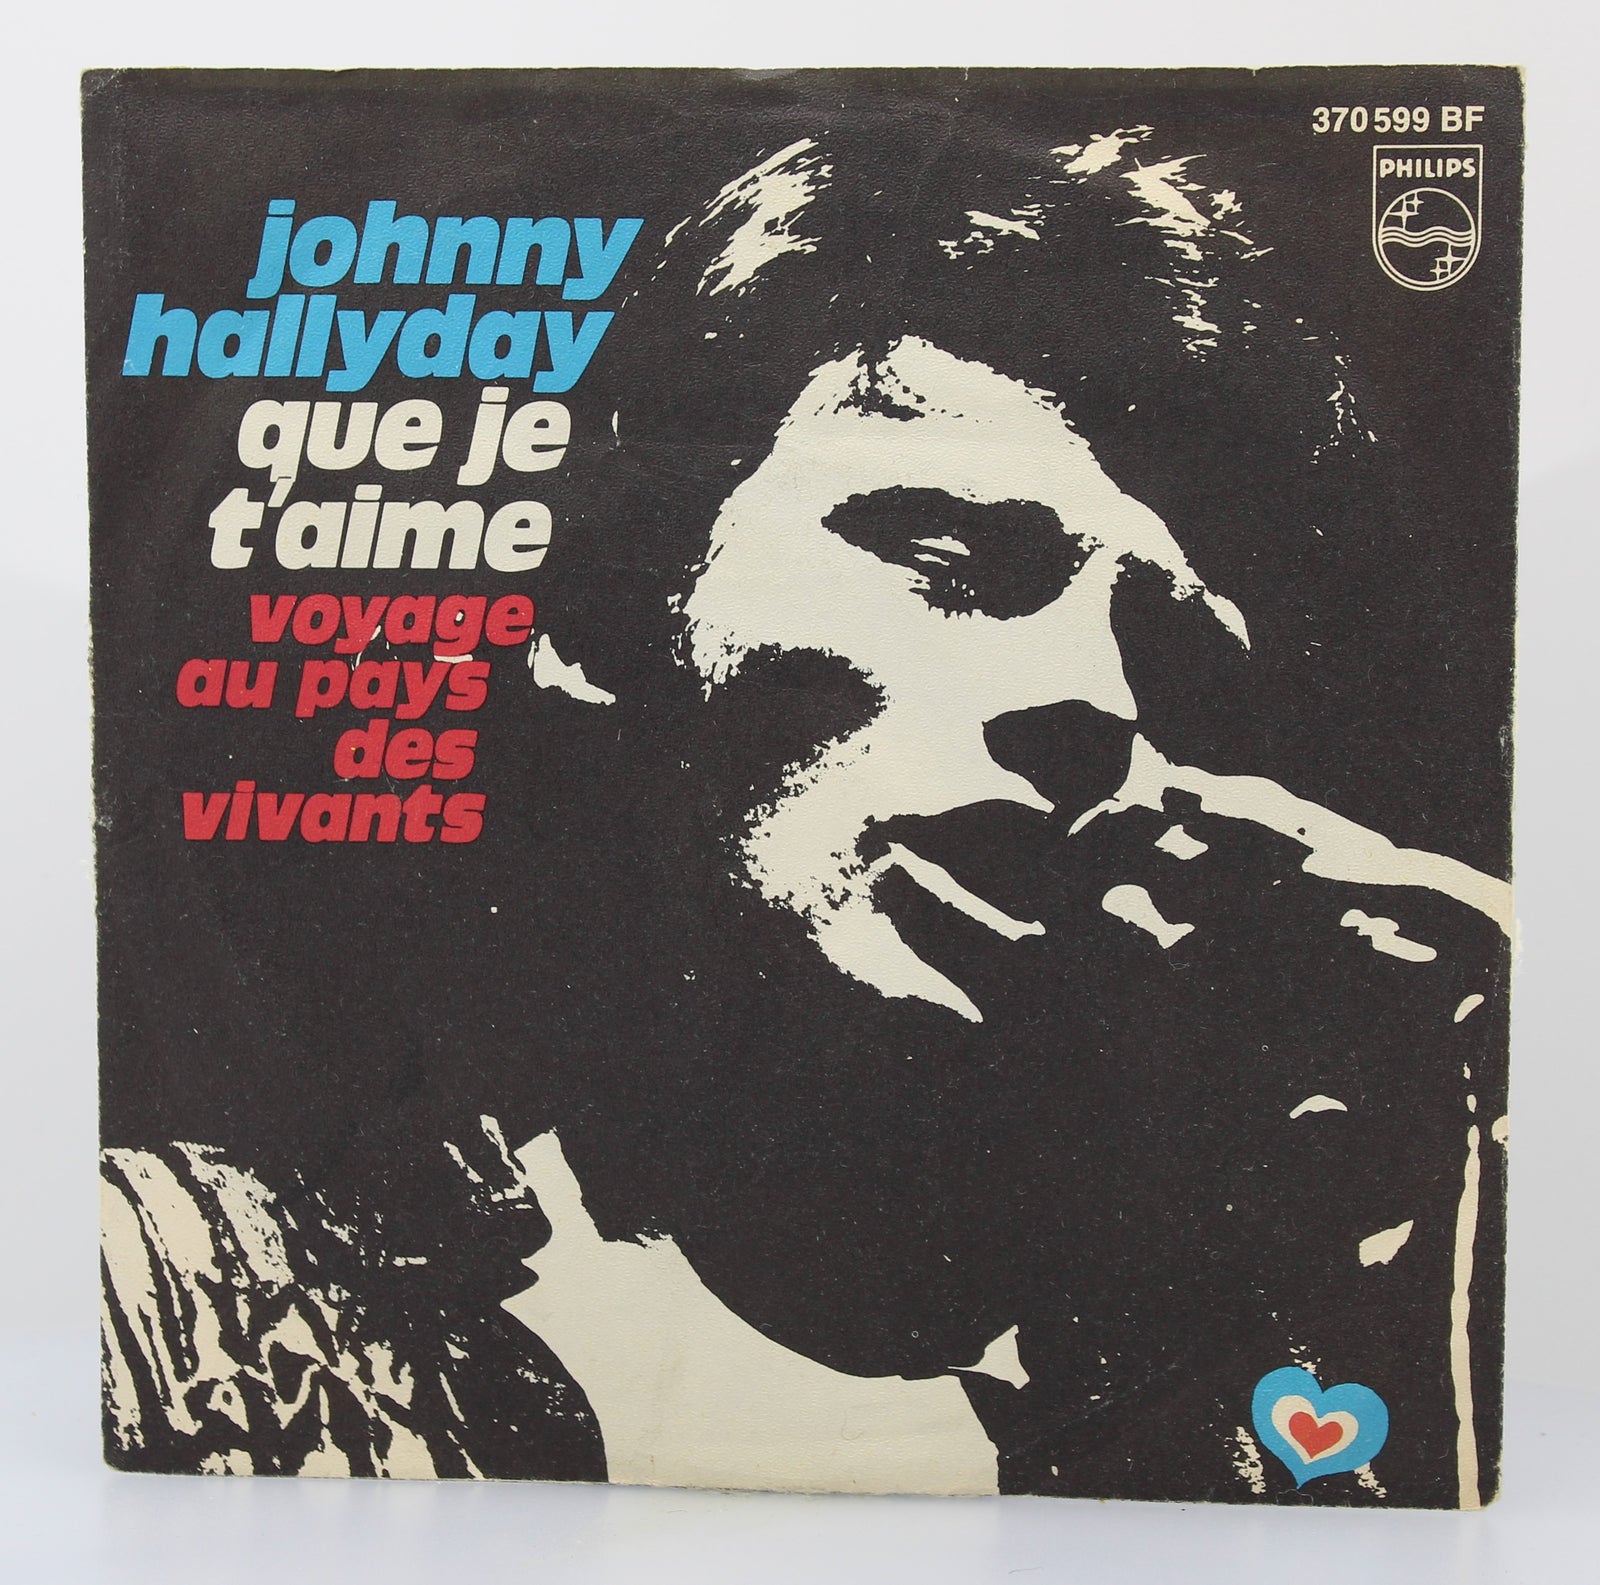 370 599 BF
PHILIPS
johnny
hallyday
que je
t'aime
voyage
au pays
des
vivants